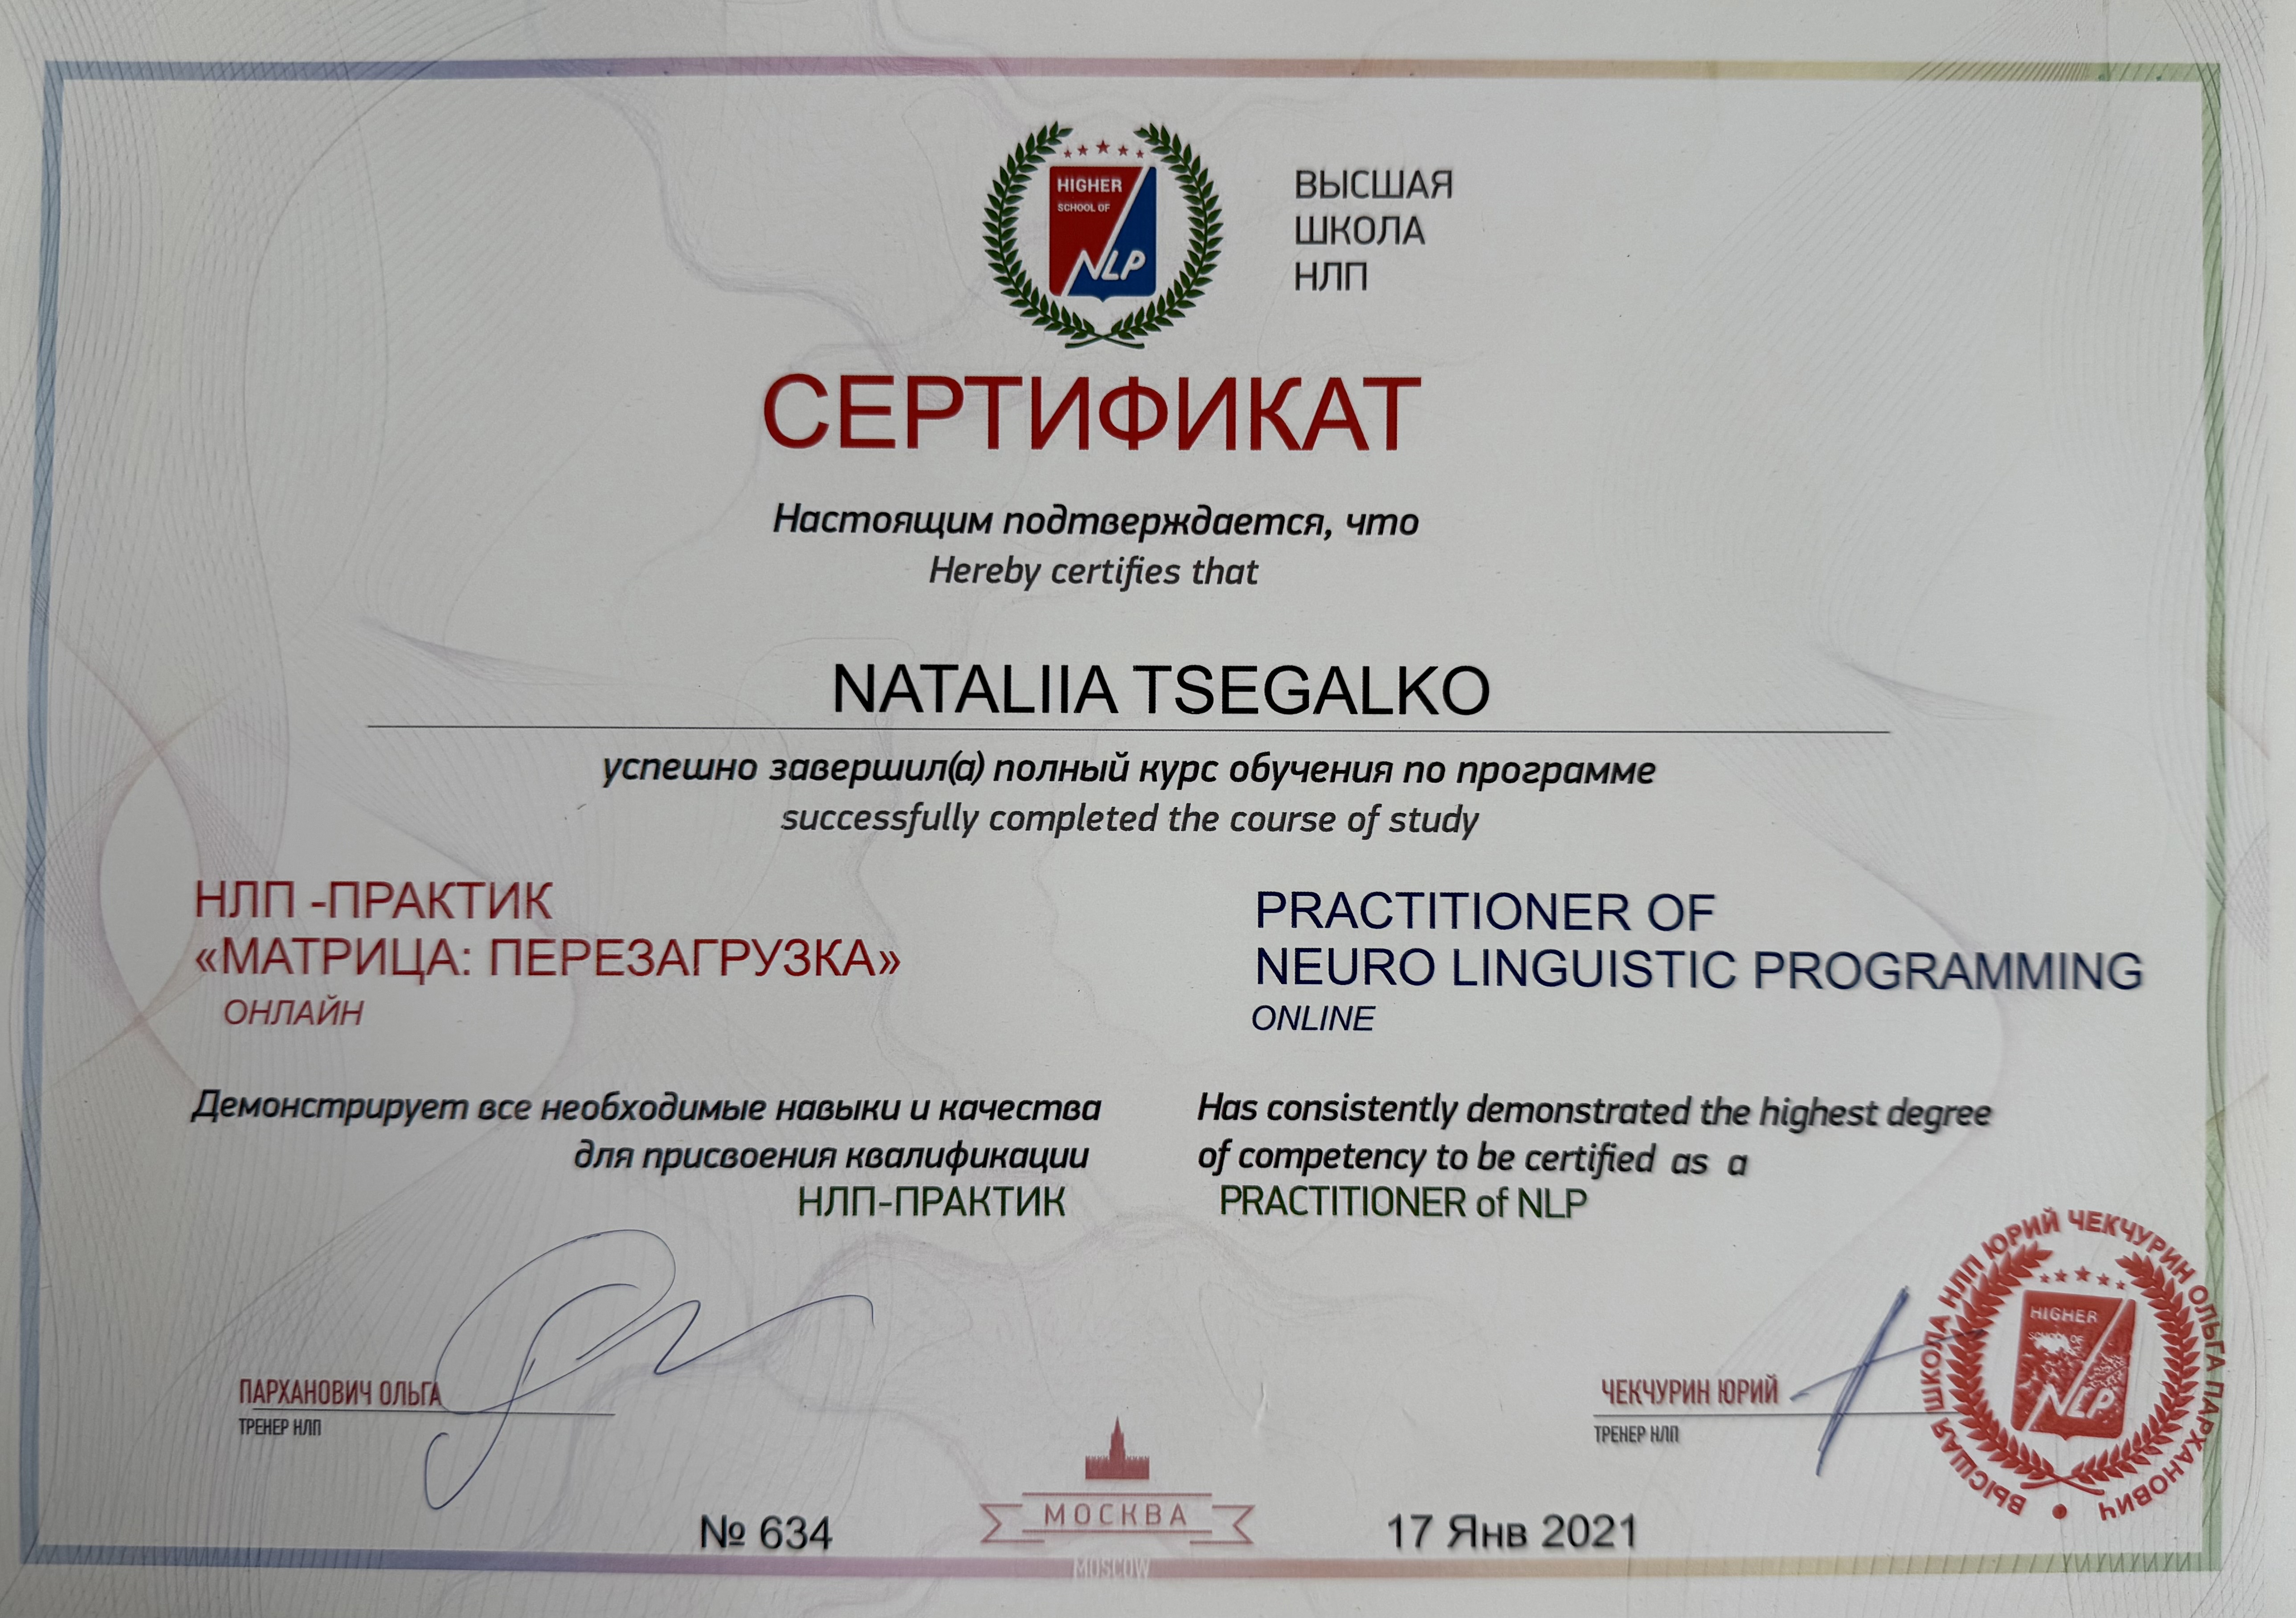 HIGHER
SCHOOL OF
NLP
ВЫСШАЯ
ШКОЛА
НЛП
СЕРТИФИКАТ
Настоящим подтверждается, что
Hereby certifies that
NATALIIA TSEGALKO
успешно завершил(а) полный курс обучения по программе
successfully completed the course of study
НЛП -ПРАКТИК
«МАТРИЦА: ПЕРЕЗАГРУЗКА»
ОНЛАЙН
PRACTITIONER OF
NEURO LINGUISTIC PROGRAMMING
ONLINE
Демонстрирует все необходимые навыки и качества
для присвоения квалификации
НЛП-ПРАКТИК
Has consistently demonstrated the highest degree
of competency to be certified as a
PRACTITIONER of NLP
ПАРХАНОВИЧ ОЛЬГА
ТРЕНЕР НЛП
ЧЕКЧУРИН ЮРИЙ
ТРЕНЕР НЛП
ВЫСШАЯ ШКОЛА НЛП ЮРИЙ ЧЕКЧУРИН ОЛЬГА ПАРХАНОВИЧ
HIGHER
SCHOOL OF
NLP
№ 634
МОСКВА
MOSCOW
17 Янв 2021